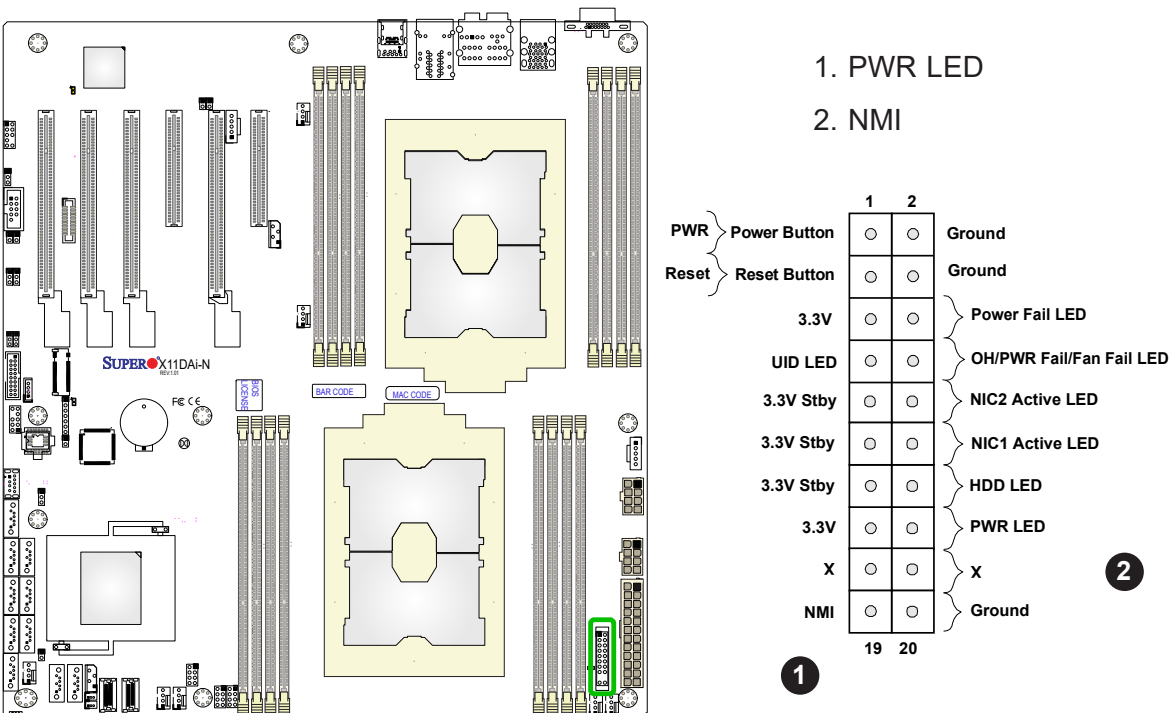 1. PWR LED
2. NMI
1 2
PWR Power Button Ground
Reset Reset Button Ground
3.3V Power Fail LED
UID LED OH/PWR Fail/Fan Fail LED
3.3V Stby NIC2 Active LED
3.3V Stby NIC1 Active LED
3.3V Stby HDD LED
3.3V PWR LED
X X
NMI Ground
19 20
2
1
SUPER X11DAi-N
REV:1.01
BIOS
LICENSE
BAR CODE
MAC CODE
FC CE